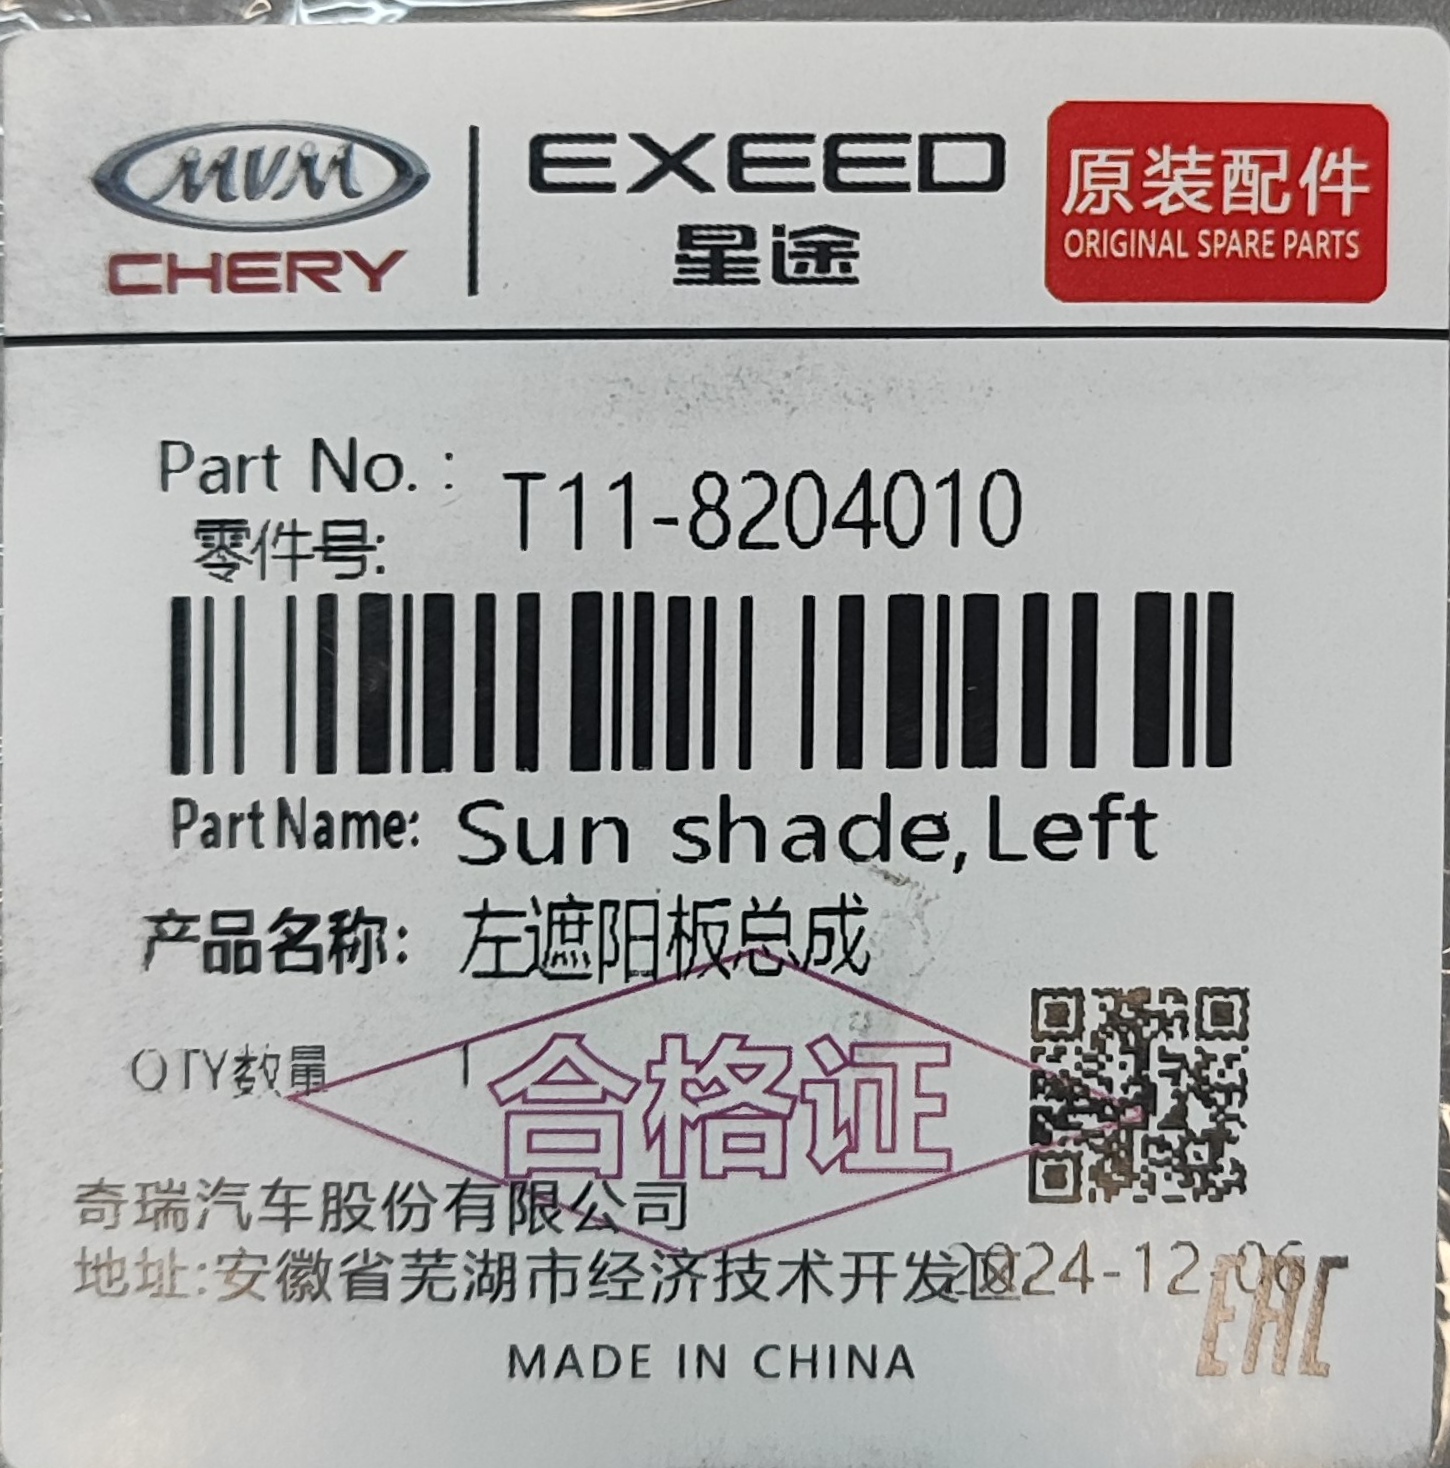 MVM
CHERY
EXEED
星途
原装配件
ORIGINAL SPARE PARTS
Part No. : T11-8204010
零件号:
Part Name: Sun shade,Left
产品名称: 左遮阳板总成
QTY数量 1
合格证
奇瑞汽车股份有限公司
地址:安徽省芜湖市经济技术开发区
2024-12-06
EAC
MADE IN CHINA